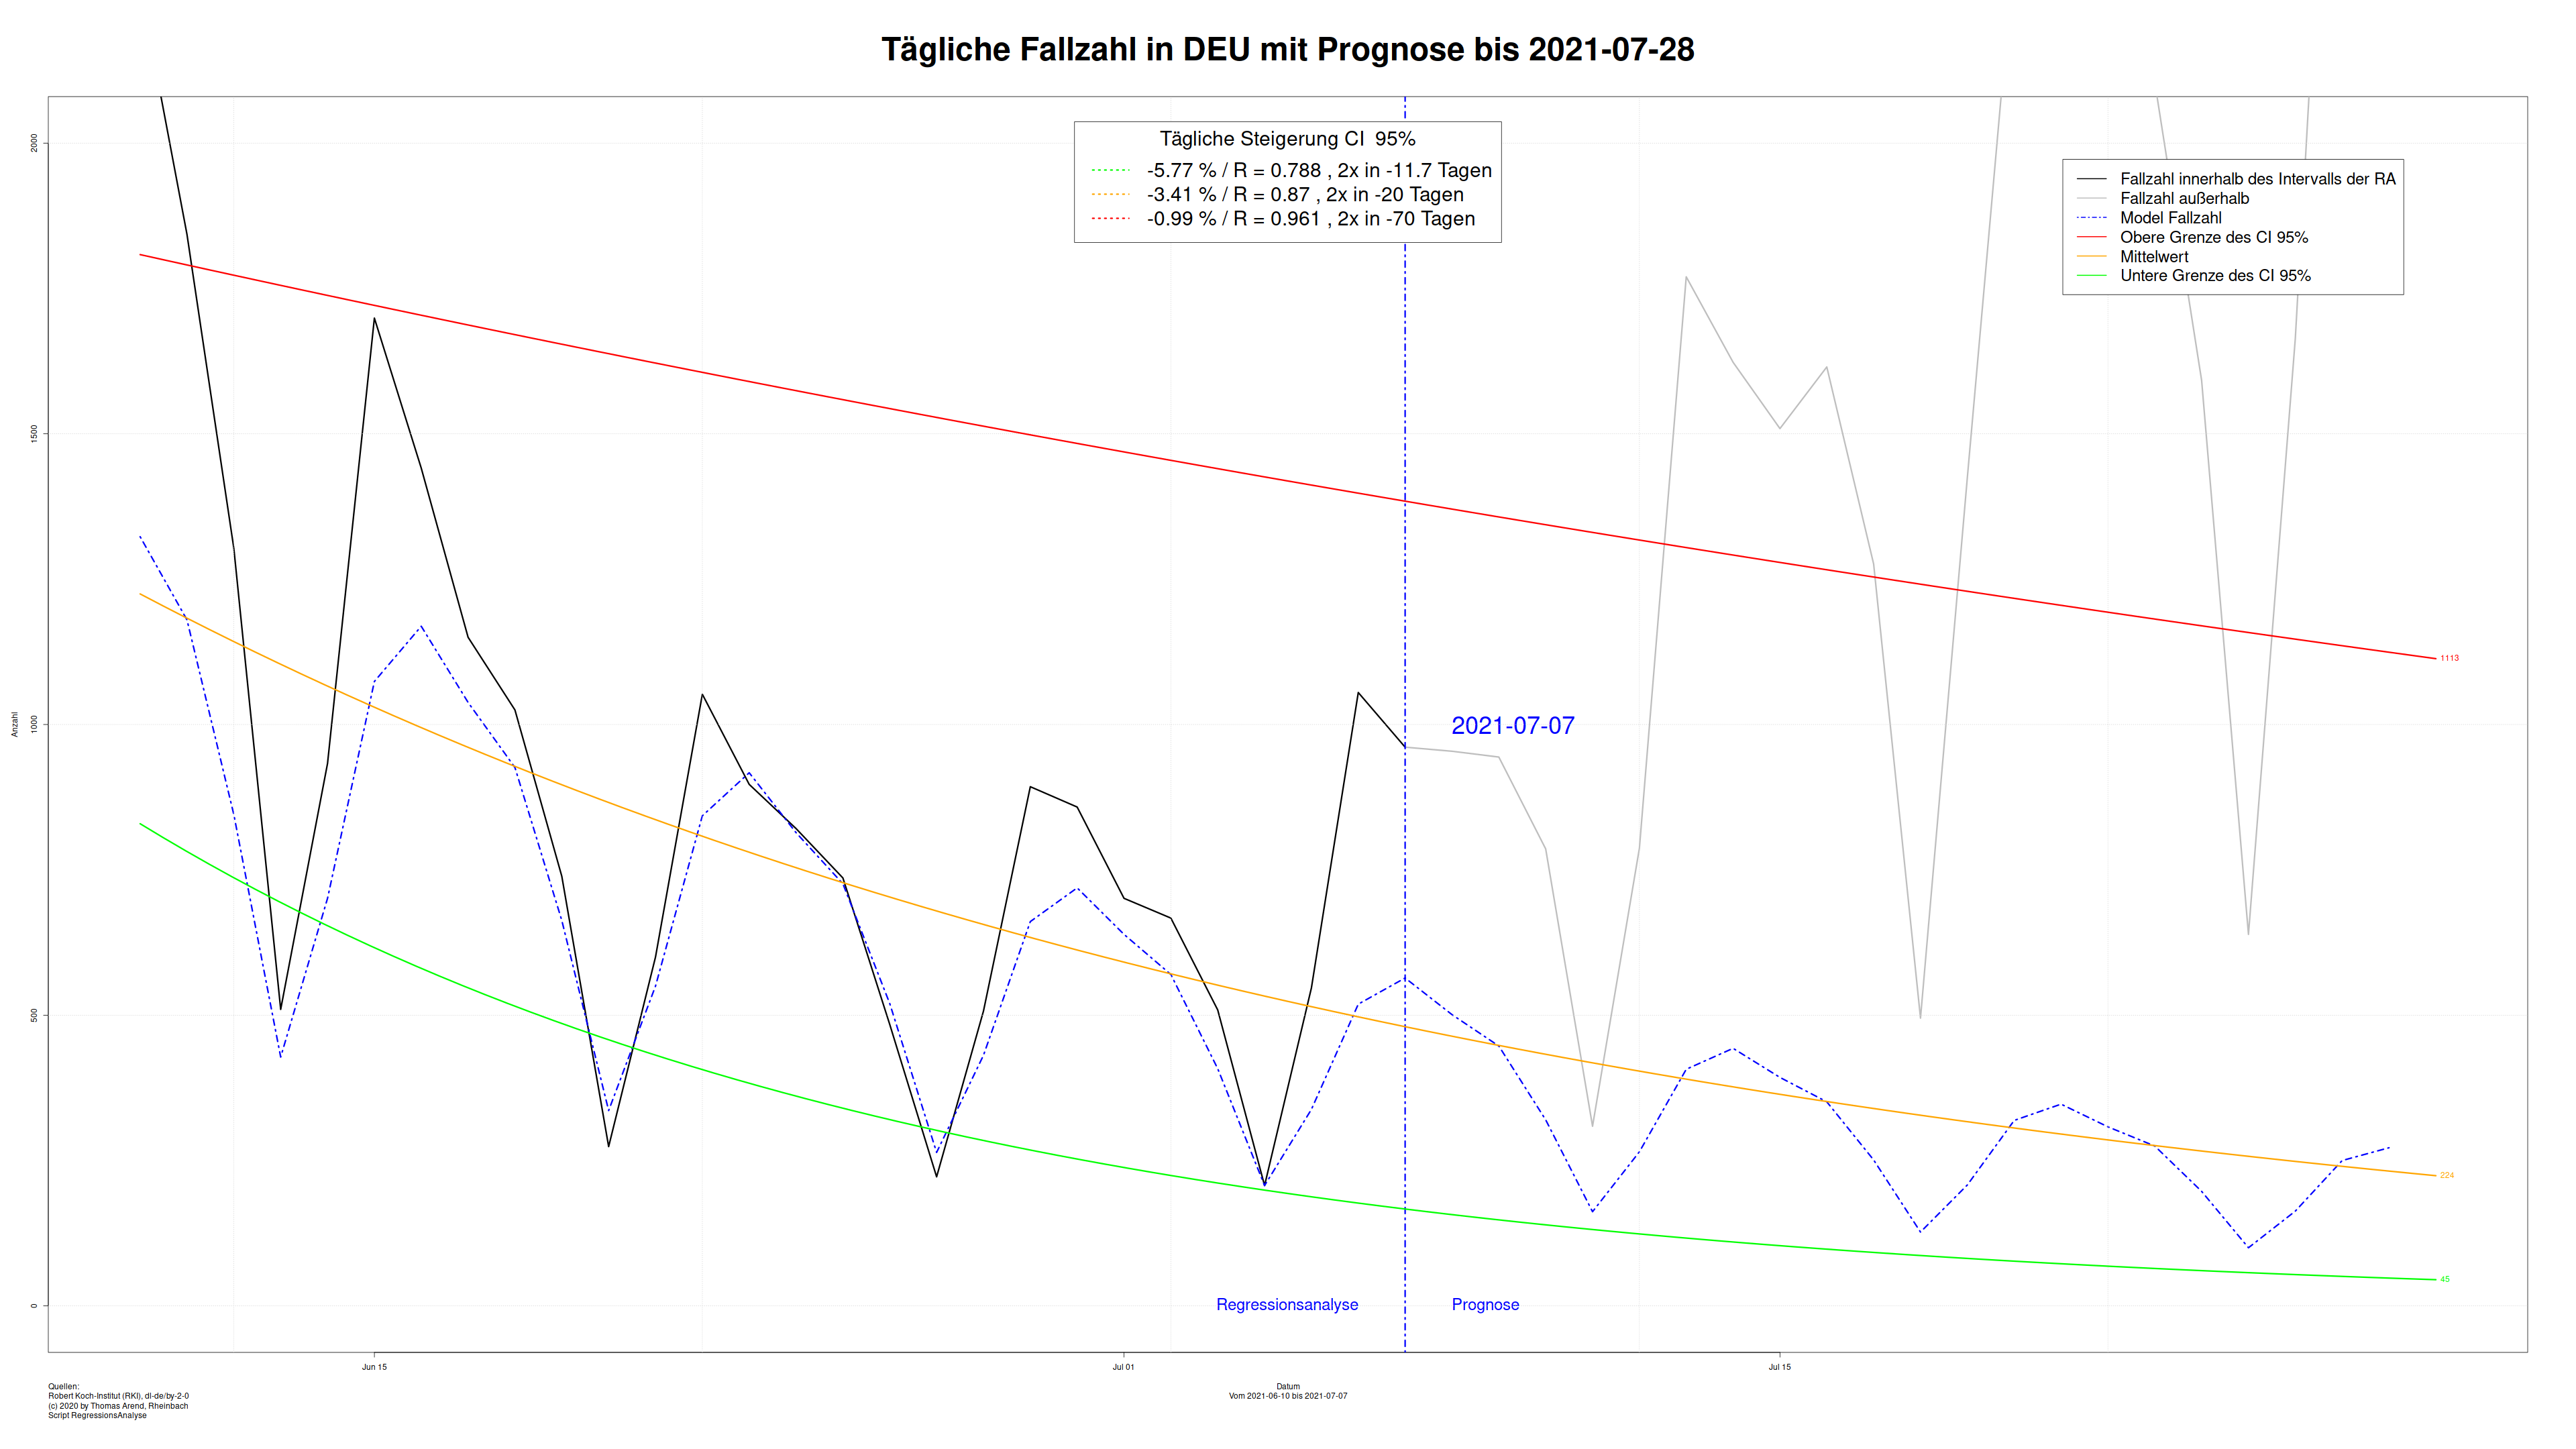 Tägliche Fallzahl in DEU mit Prognose bis 2021-07-28
Tägliche Steigerung CI  95%
-5.77 % / R = 0.788 , 2x in -11.7 Tagen
-3.41 % / R = 0.87 , 2x in -20 Tagen
-0.99 % / R = 0.961 , 2x in -70 Tagen
Fallzahl innerhalb des Intervalls der RA
Fallzahl außerhalb
Model Fallzahl
Obere Grenze des CI 95%
Mittelwert
Untere Grenze des CI 95%
2000
1500
1000
500
0
Anzahl
2021-07-07
1113
224
45
Regressionsanalyse
Prognose
Jun 15
Jul 01
Jul 15
Datum
Vom 2021-06-10 bis 2021-07-07
Quellen:
Robert Koch-Institut (RKI), dl-de/by-2-0
(c) 2020 by Thomas Arend, Rheinbach
Script RegressionsAnalyse